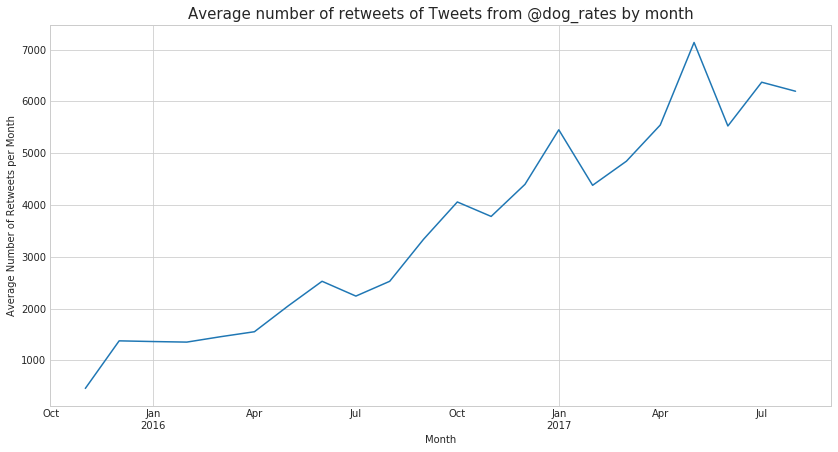 Average number of retweets of Tweets from @dog_rates by month
Average Number of Retweets per Month
7000
6000
5000
4000
3000
2000
1000
Oct Jan Apr Jul Oct Jan Apr Jul
2016 2017
Month